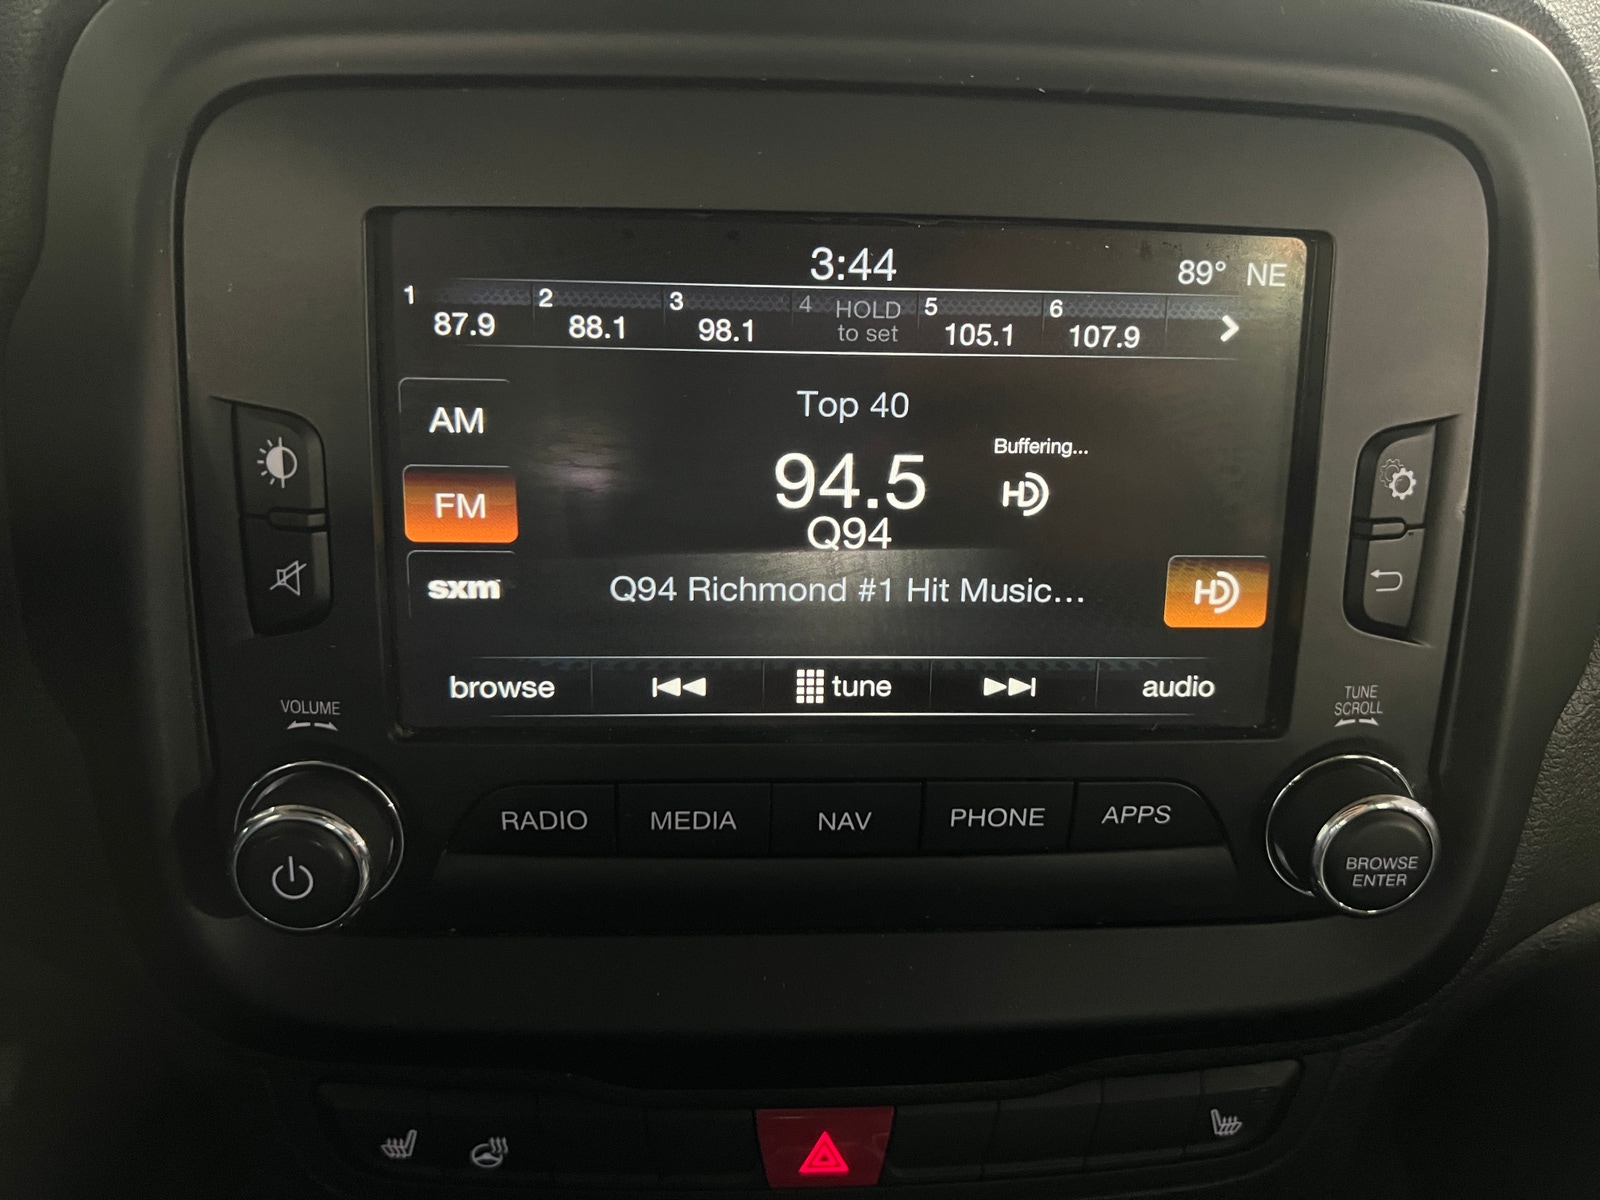 3:44
89° NE
1 2 3 4 HOLD 5 6
87.9 88.1 98.1 to set 105.1 107.9
AM
Top 40
Buffering...
94.5 HD
FM
Q94
sxm
Q94 Richmond #1 Hit Music...
HD
browse tune audio
VOLUME
TUNE
SCROLL
RADIO MEDIA NAV PHONE APPS
BROWSE
ENTER